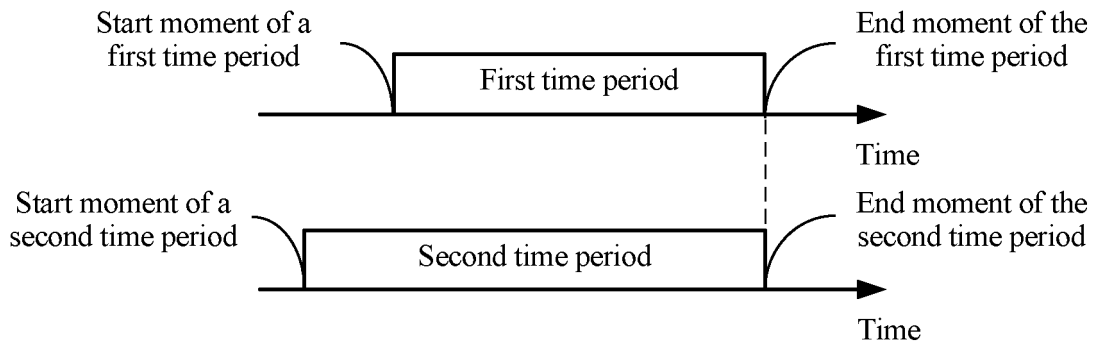 Start moment of a
first time period
End moment of the
first time period
First time period
Time
Start moment of a
second time period
End moment of the
second time period
Second time period
Time